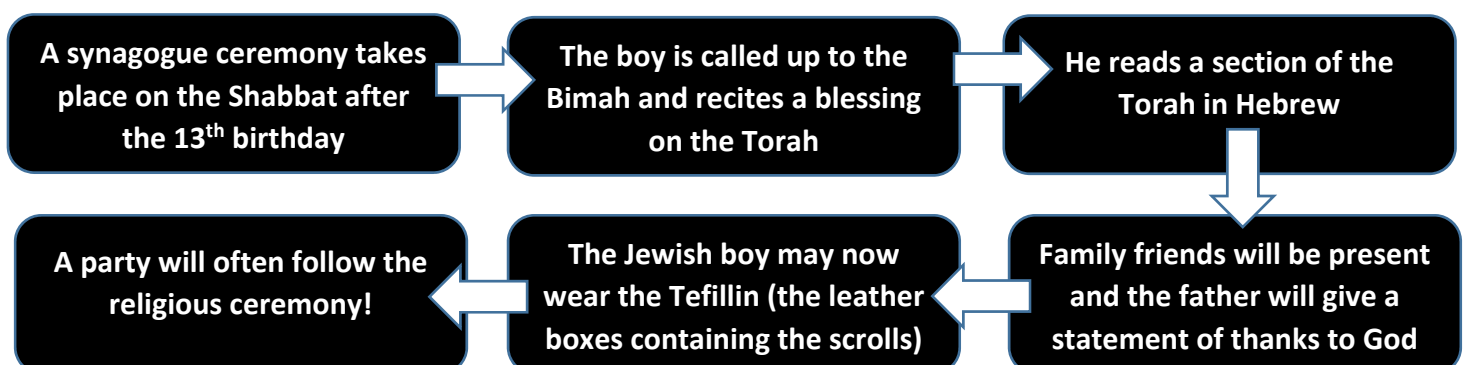 A synagogue ceremony takes
place on the Shabbat after
the 13th birthday
The boy is called up to the
Bimah and recites a blessing
on the Torah
He reads a section of the
Torah in Hebrew
Family friends will be present
and the father will give a
statement of thanks to God
The Jewish boy may now
wear the Tefillin (the leather
boxes containing the scrolls)
A party will often follow the
religious ceremony!